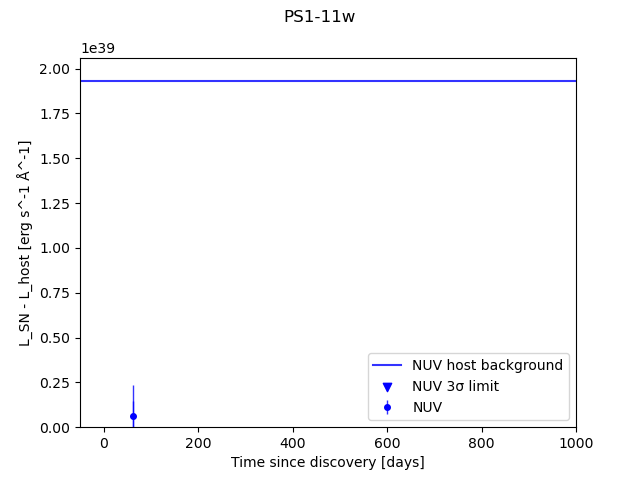 PS1-11w
1e39
2.00
1.75
1.50
1.25
1.00
0.75
0.50
0.25
0.00
L_SN - L_host [erg s^-1 Å^-1]
NUV host background
NUV 3σ limit
NUV
0 200 400 600 800 1000
Time since discovery [days]